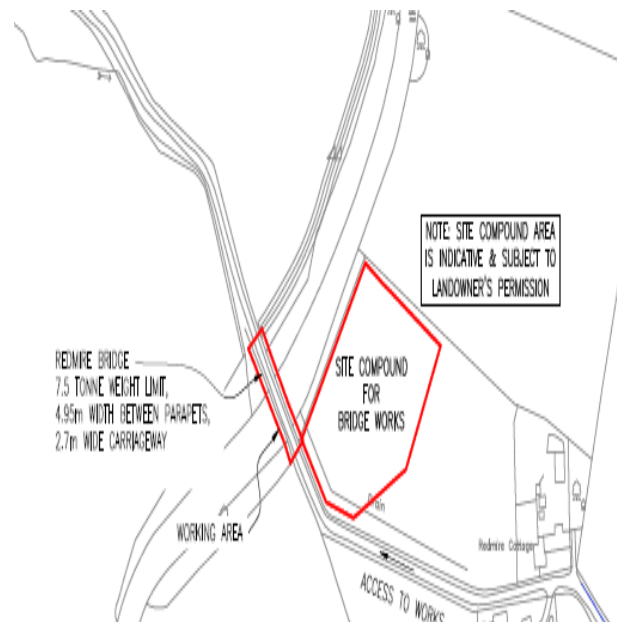 NOTE: SITE COMPOUND AREA
IS INDICATIVE & SUBJECT TO
LANDOWNER'S PERMISSION
REDMIRE BRIDGE
7.5 TONNE WEIGHT LIMIT,
4.95m WIDTH BETWEEN PARAPETS,
2.7m WIDE CARRIAGEWAY
SITE COMPOUND
FOR
BRIDGE WORKS
WORKING AREA
Drain
Redmire Cottage
ACCESS TO WORKS